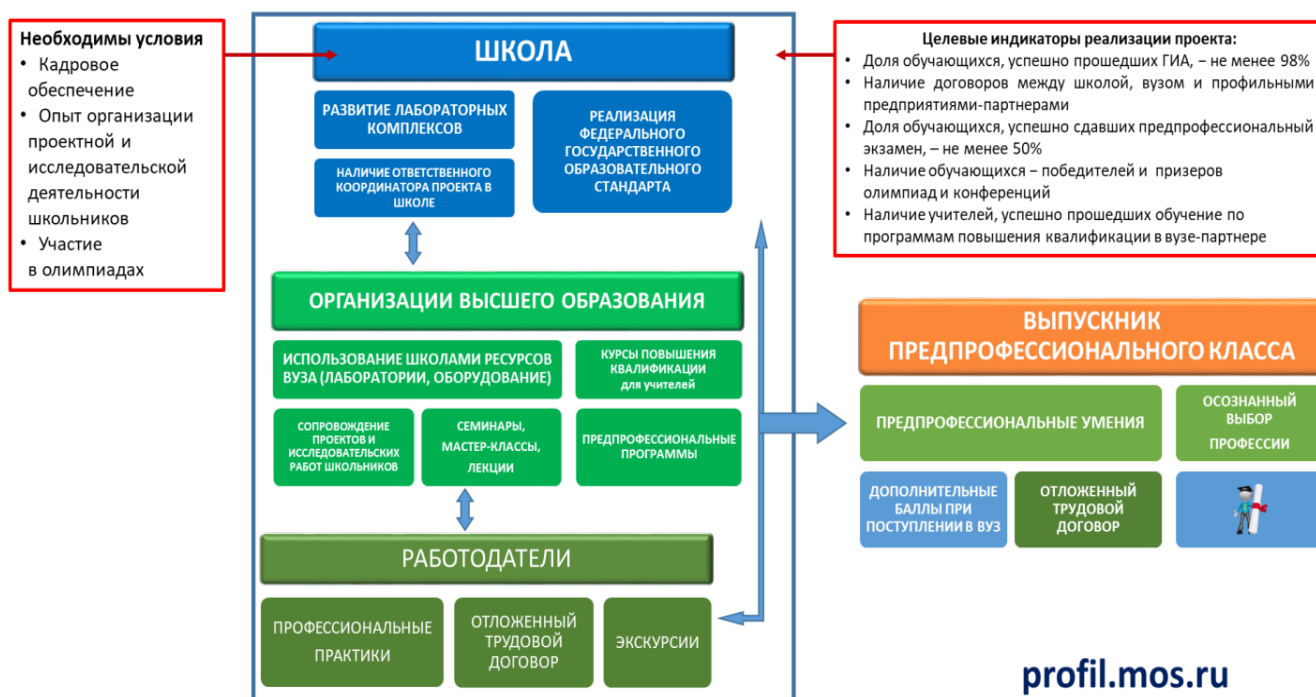 Необходимы условия
• Кадровое
обеспечение
• Опыт организации
проектной и
исследовательской
деятельности
школьников
• Участие
в олимпиадах
ШКОЛА
РАЗВИТИЕ ЛАБОРАТОРНЫХ
КОМПЛЕКСОВ
НАЛИЧИЕ ОТВЕТСТВЕННОГО
КООРДИНАТОРА ПРОЕКТА В
ШКОЛЕ
РЕАЛИЗАЦИЯ
ФЕДЕРАЛЬНОГО
ГОСУДАРСТВЕННОГО
ОБРАЗОВАТЕЛЬНОГО
СТАНДАРТА
ОРГАНИЗАЦИИ ВЫСШЕГО ОБРАЗОВАНИЯ
ИСПОЛЬЗОВАНИЕ ШКОЛАМИ РЕСУРСОВ
ВУЗА (ЛАБОРАТОРИИ, ОБОРУДОВАНИЕ)
КУРСЫ ПОВЫШЕНИЯ
КВАЛИФИКАЦИИ
для учителей
СОПРОВОЖДЕНИЕ
ПРОЕКТОВ И
ИССЛЕДОВАТЕЛЬСКИХ
РАБОТ ШКОЛЬНИКОВ
СЕМИНАРЫ,
МАСТЕР-КЛАССЫ,
ЛЕКЦИИ
ПРЕДПРОФЕССИОНАЛЬНЫЕ
ПРОГРАММЫ
РАБОТОДАТЕЛИ
ПРОФЕССИОНАЛЬНЫЕ
ПРАКТИКИ
ОТЛОЖЕННЫЙ
ТРУДОВОЙ
ДОГОВОР
ЭКСКУРСИИ
Целевые индикаторы реализации проекта:
• Доля обучающихся, успешно прошедших ГИА, – не менее 98%
• Наличие договоров между школой, вузом и профильными
предприятиями-партнерами
• Доля обучающихся, успешно сдавших предпрофессиональный
экзамен, – не менее 50%
• Наличие обучающихся – победителей и призеров
олимпиад и конференций
• Наличие учителей, успешно прошедших обучение по
программам повышения квалификации в вузе-партнере
ВЫПУСКНИК
ПРЕДПРОФЕССИОНАЛЬНОГО КЛАССА
ПРЕДПРОФЕССИОНАЛЬНЫЕ УМЕНИЯ
ОСОЗНАННЫЙ
ВЫБОР
ПРОФЕССИИ
ДОПОЛНИТЕЛЬНЫЕ
БАЛЛЫ ПРИ
ПОСТУПЛЕНИИ В ВУЗ
ОТЛОЖЕННЫЙ
ТРУДОВОЙ
ДОГОВОР
profil.mos.ru